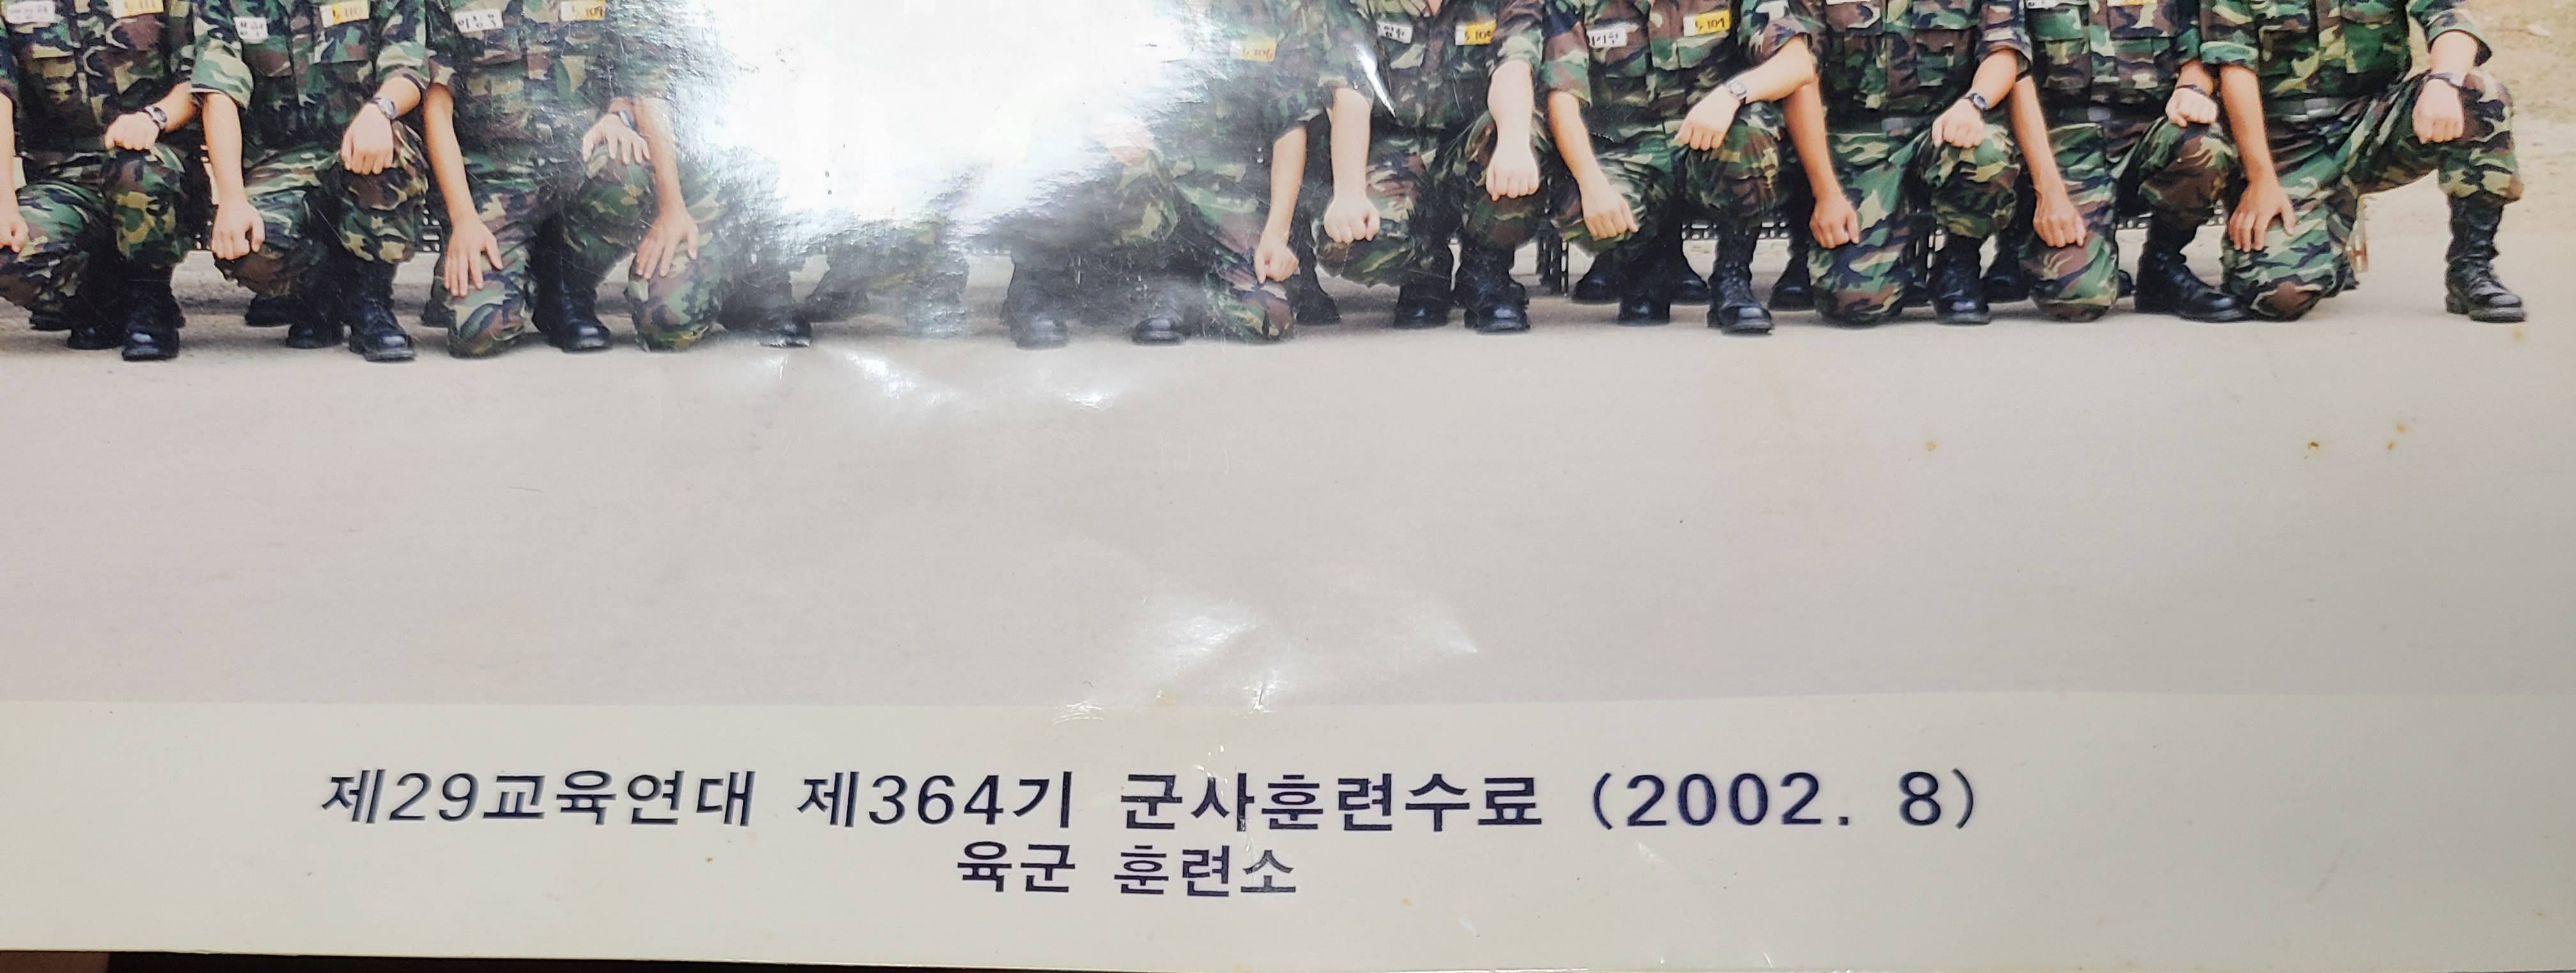 제29교육연대 제364기 군사훈련수료 (2002. 8)
육군 훈련소